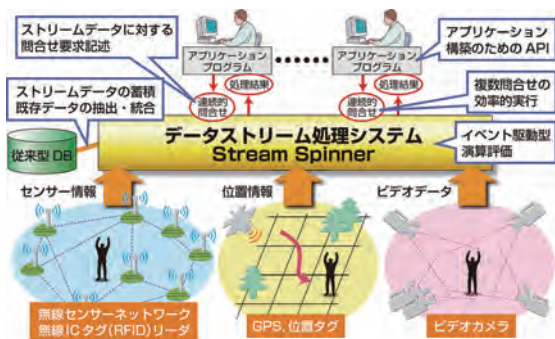 ストリームデータに対する
問合せ要求記述
アプリケーション
プログラム
アプリケーション
プログラム
アプリケーション
構築のための API
ストリームデータの蓄積
既存データの抽出・統合
処理結果
連続的
問合せ
処理結果
連続的
問合せ
複数問合せの
効率的実行
従来型 DB
データストリーム処理システム
Stream Spinner
イベント駆動型
演算評価
センサー情報
位置情報
ビデオデータ
無線センサーネットワーク
無線 IC タグ(RFID)リーダ
GPS, 位置タグ
ビデオカメラ